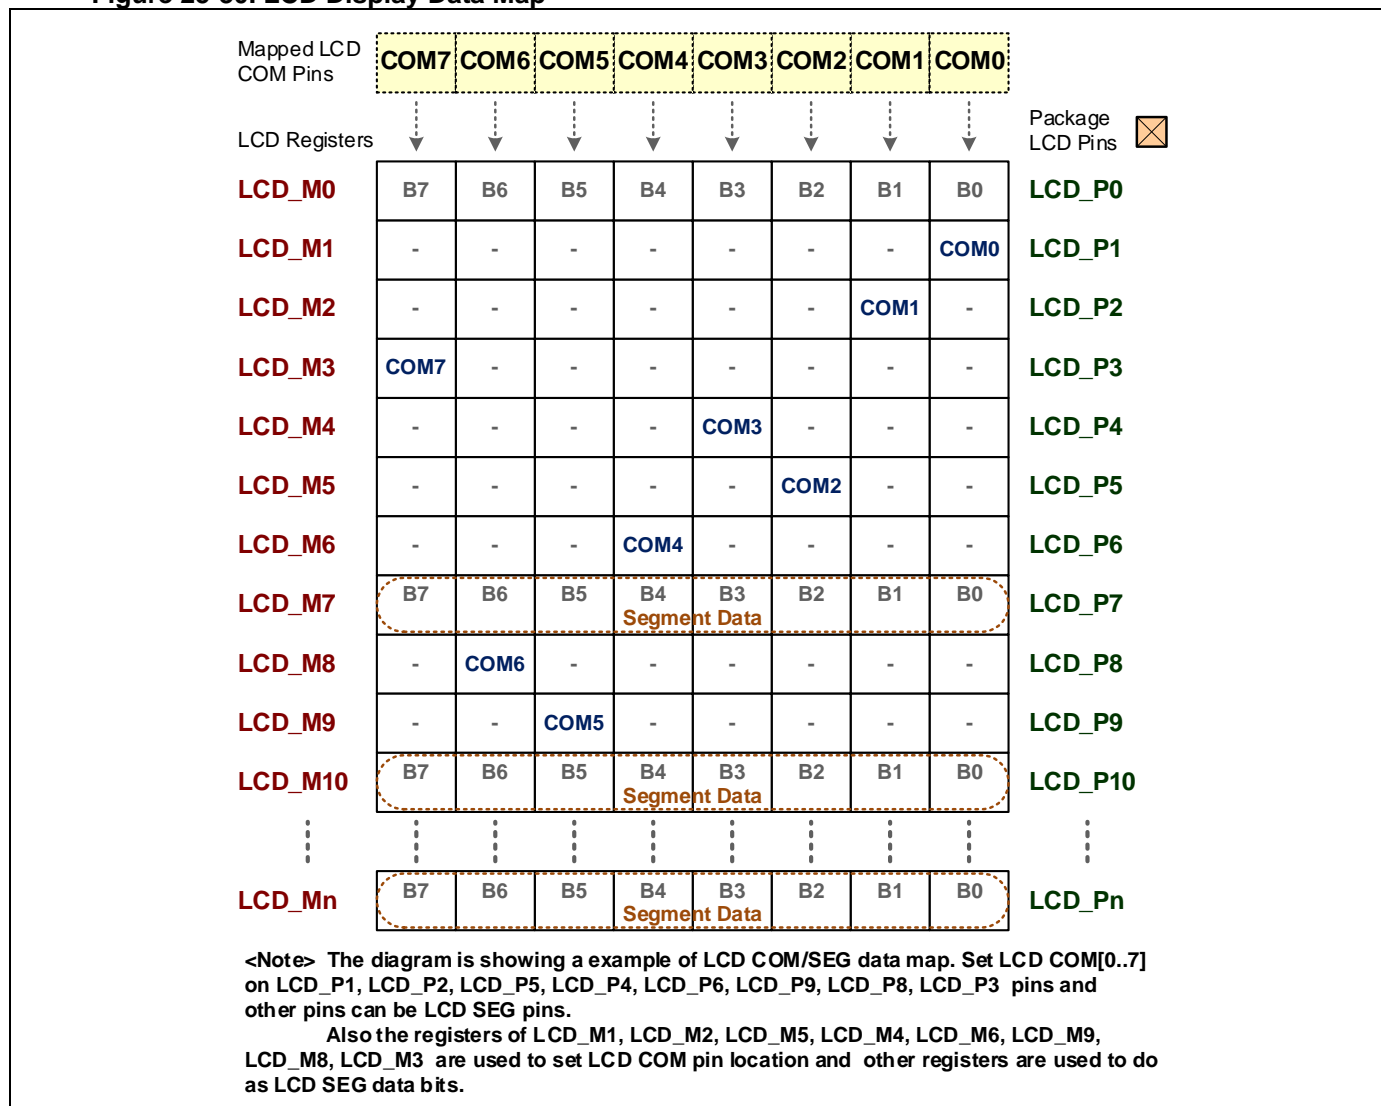 Figure 23-30. LCD Display Data Map
Mapped LCD COM Pins
COM7 COM6 COM5 COM4 COM3 COM2 COM1 COM0
LCD Registers
Package LCD Pins
LCD_M0 B7 B6 B5 B4 B3 B2 B1 B0 LCD_P0
LCD_M1 - - - - - - - COM0 LCD_P1
LCD_M2 - - - - - - COM1 - LCD_P2
LCD_M3 COM7 - - - - - - - LCD_P3
LCD_M4 - - - - COM3 - - - LCD_P4
LCD_M5 - - - - - COM2 - - LCD_P5
LCD_M6 - - - COM4 - - - - LCD_P6
LCD_M7 B7 B6 B5 B4 B3 B2 B1 B0 LCD_P7
Segment Data
LCD_M8 - COM6 - - - - - - LCD_P8
LCD_M9 - - COM5 - - - - - LCD_P9
LCD_M10 B7 B6 B5 B4 B3 B2 B1 B0 LCD_P10
Segment Data
LCD_Mn B7 B6 B5 B4 B3 B2 B1 B0 LCD_Pn
Segment Data
<Note> The diagram is showing a example of LCD COM/SEG data map. Set LCD COM[0..7]
on LCD_P1, LCD_P2, LCD_P5, LCD_P4, LCD_P6, LCD_P9, LCD_P8, LCD_P3 pins and
other pins can be LCD SEG pins.
Also the registers of LCD_M1, LCD_M2, LCD_M5, LCD_M4, LCD_M6, LCD_M9,
LCD_M8, LCD_M3 are used to set LCD COM pin location and other registers are used to do
as LCD SEG data bits.